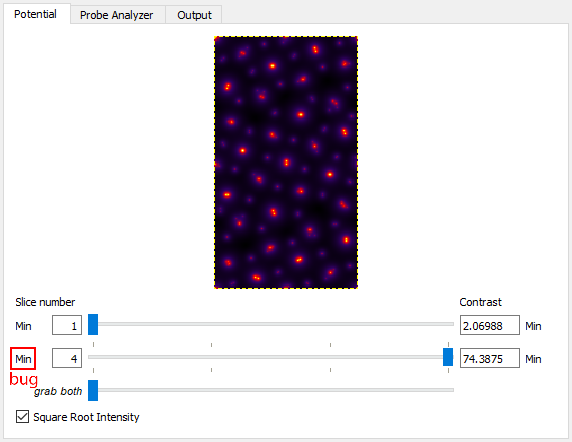 Potential Probe Analyzer Output
Slice number Contrast
Min 1 2.06988 Min
Min 4 74.3875 Min
bug
grab both
Square Root Intensity